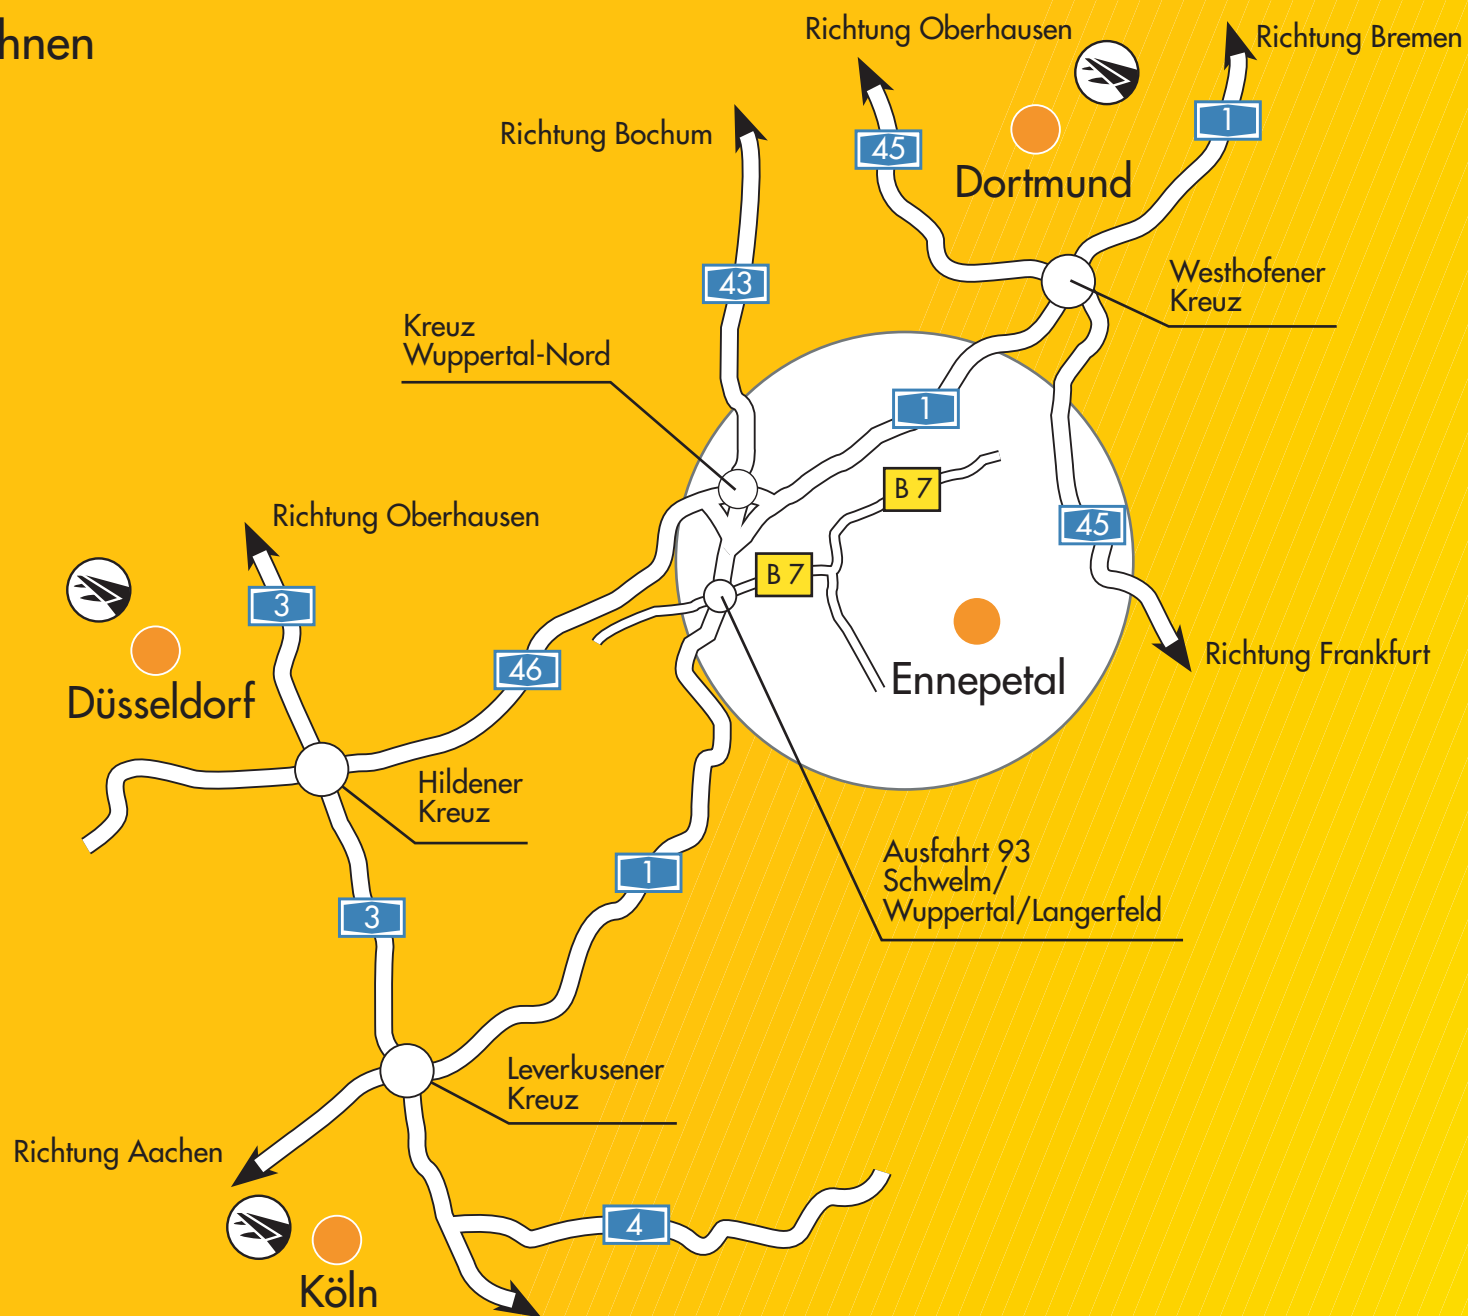 hnen
Richtung Oberhausen
Richtung Bremen
1
Richtung Bochum
45
Dortmund
Westhofener
Kreuz
43
Kreuz
Wuppertal-Nord
1
B 7
Richtung Oberhausen
45
B 7
3
Ennepetal
Richtung Frankfurt
46
Düsseldorf
Hildener
Kreuz
Ausfahrt 93
Schwelm/
Wuppertal/Langerfeld
1
3
Leverkusener
Kreuz
Richtung Aachen
4
Köln